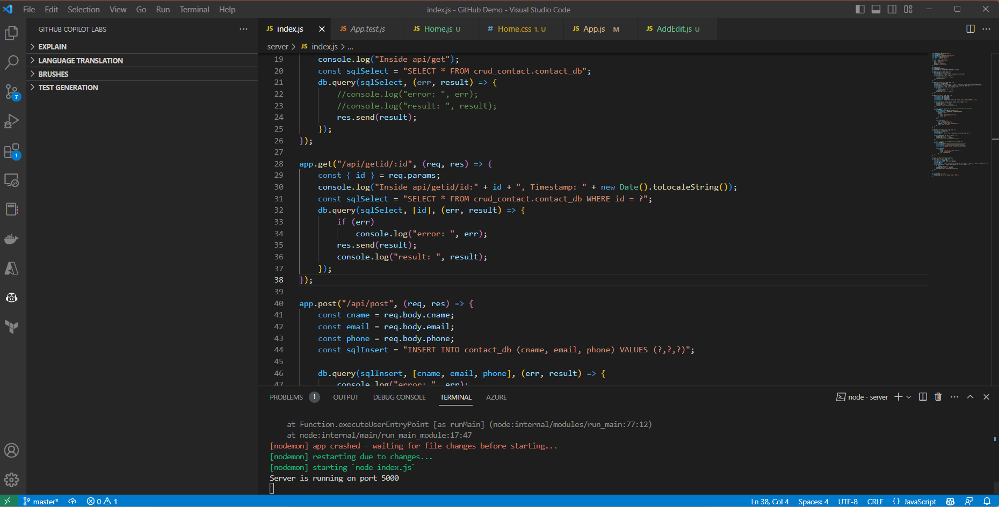 File Edit Selection View Go Run Terminal Help
index.js - GitHub Demo - Visual Studio Code
GITHUB COPILOT LABS
EXPLAIN
LANGUAGE TRANSLATION
BRUSHES
TEST GENERATION
7
1
JS index.js
JS App.test.js
JS Home.js U
# Home.css 1, U
JS App.js M
JS AddEdit.js U
server > JS index.js > ...
19 console.log("Inside api/get");
20 const sqlSelect = "SELECT * FROM crud_contact.contact_db";
21 db.query(sqlSelect, (err, result) => {
22 //console.log("error: ", err);
23 //console.log("result: ", result);
24 res.send(result);
25 });
26 });
27
28 app.get("/api/getid/:id", (req, res) => {
29 const { id } = req.params;
30 console.log("Inside api/getid/id:" + id + ", Timestamp: " + new Date().toLocaleString());
31 const sqlSelect = "SELECT * FROM crud_contact.contact_db WHERE id = ?";
32 db.query(sqlSelect, [id], (err, result) => {
33 if (err)
34 console.log("error: ", err);
35 res.send(result);
36 console.log("result: ", result);
37 });
38 });
39
40 app.post("/api/post", (req, res) => {
41 const cname = req.body.cname;
42 const email = req.body.email;
43 const phone = req.body.phone;
44 const sqlInsert = "INSERT INTO contact_db (cname, email, phone) VALUES (?,?,?)";
45
46 db.query(sqlInsert, [cname, email, phone], (err, result) => {
47 console.log("error: ", err);
PROBLEMS 1 OUTPUT DEBUG CONSOLE TERMINAL AZURE
node - server
at Function.executeUserEntryPoint [as runMain] (node:internal/modules/run_main:77:12)
at node:internal/main/run_main_module:17:47
[nodemon] app crashed - waiting for file changes before starting...
[nodemon] restarting due to changes...
[nodemon] starting `node index.js`
Server is running on port 5000
master* 0 1
Ln 38, Col 4 Spaces: 4 UTF-8 CRLF {} JavaScript